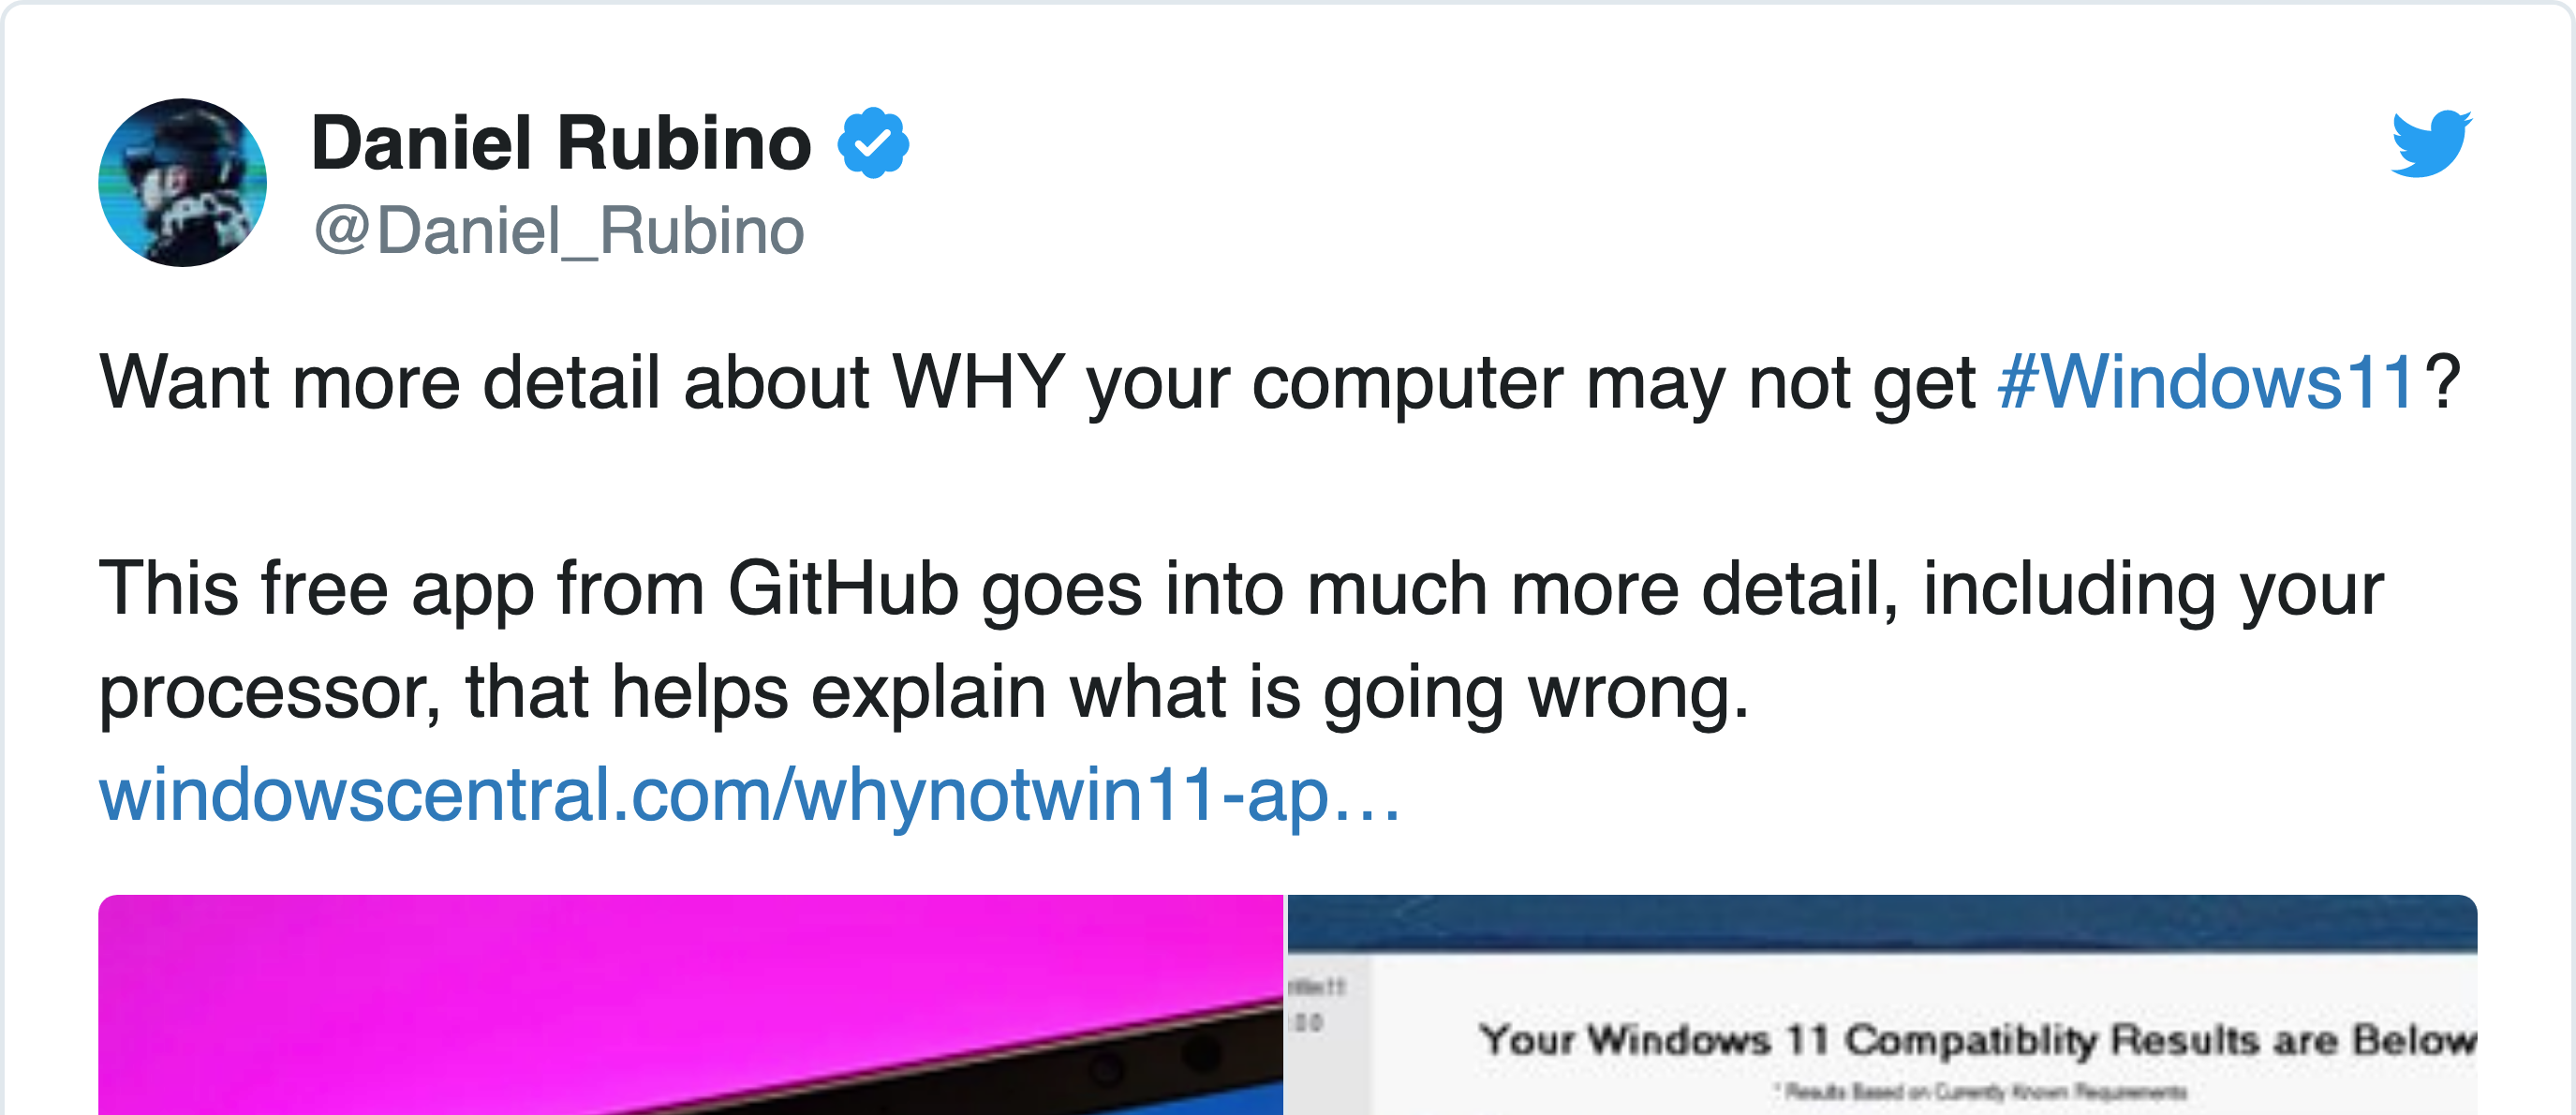 Daniel Rubino
@Daniel_Rubino
Want more detail about WHY your computer may not get #Windows11?
This free app from GitHub goes into much more detail, including your
processor, that helps explain what is going wrong.
windowscentral.com/whynotwin11-ap…
Your Windows 11 Compatiblity Results are Below
* Results Based on Currently Known Requirements